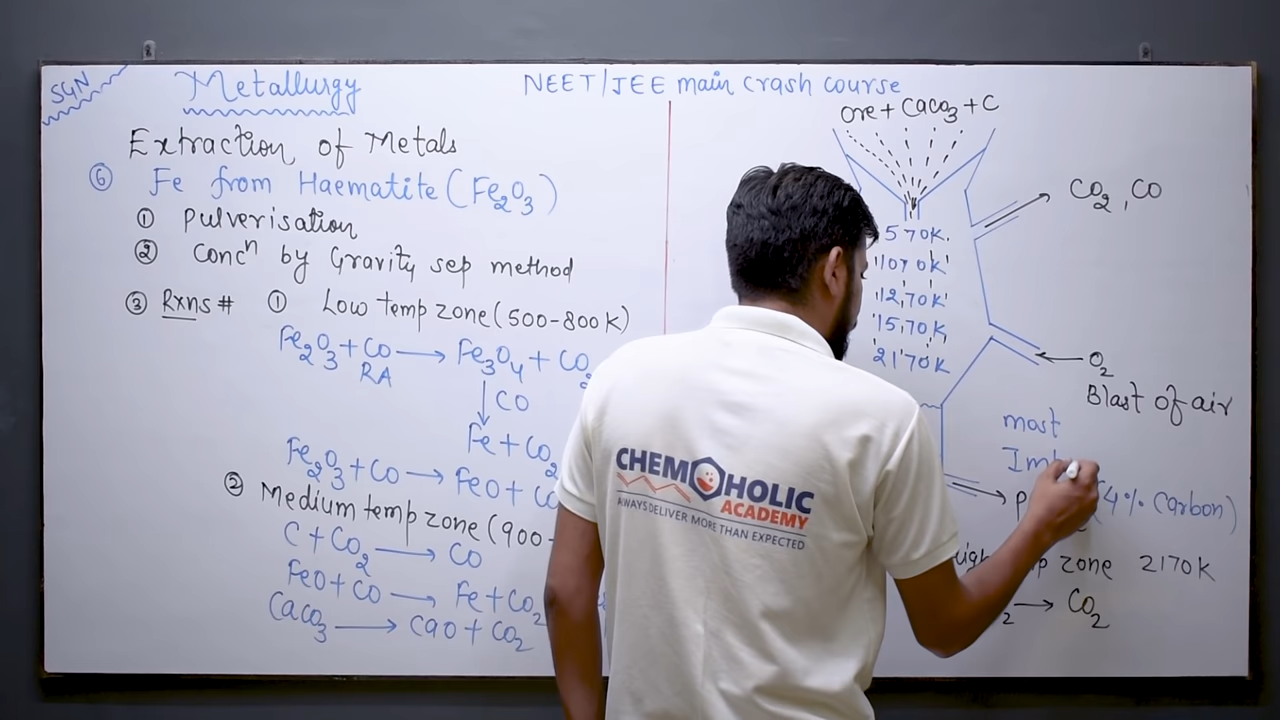 SGN
Metallurgy
NEET/JEE main crash course
Extraction of Metals
⑥ Fe from Haematite (Fe₂O₃)
① Pulverisation
② Concⁿ by Gravity sep method
③ Rxns # ① Low temp zone (500-800K)
Fe₂O₃ + CO → Fe₃O₄ + CO₂
RA
↓ CO
Fe + CO₂
Fe₂O₃ + CO → FeO +
② Medium temp zone (900-
C + CO₂ → CO
FeO + CO → Fe + CO₂
CaCO₃ → CaO + CO₂
ore + CaCO₃ + C
CO₂, CO
570K
1070K
1270K
1570K
2170K
O₂
Blast of air
most
(4% Carbon)
zone 2170K
→ CO₂
CHEMOHOLIC
ACADEMY
ALWAYS DELIVER MORE THAN EXPECTED